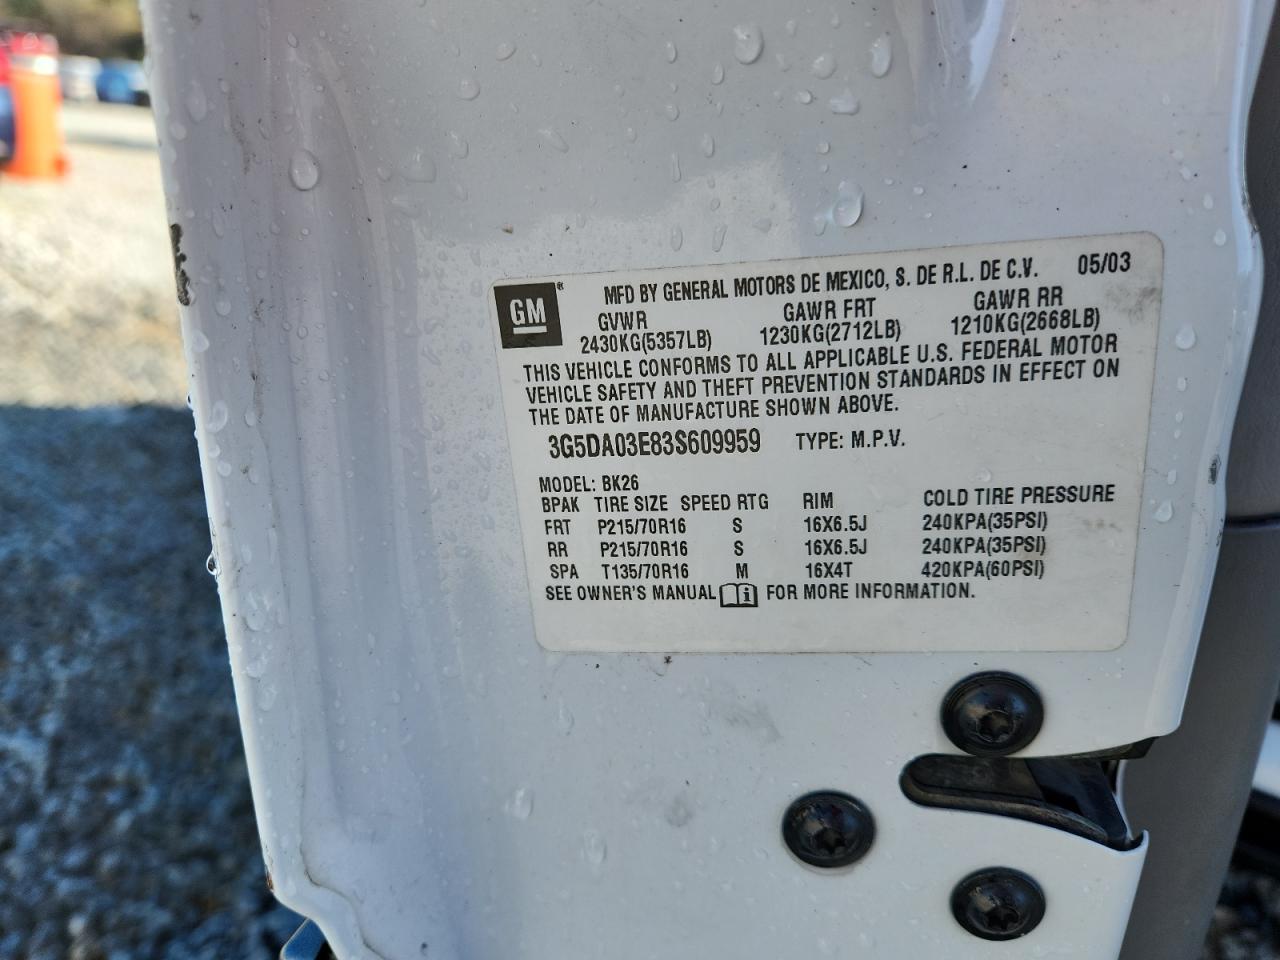 GM ® MFD BY GENERAL MOTORS DE MEXICO, S. DE R.L. DE C.V. 05/03
GVWR GAWR FRT GAWR RR
2430KG(5357LB) 1230KG(2712LB) 1210KG(2668LB)
THIS VEHICLE CONFORMS TO ALL APPLICABLE U.S. FEDERAL MOTOR
VEHICLE SAFETY AND THEFT PREVENTION STANDARDS IN EFFECT ON
THE DATE OF MANUFACTURE SHOWN ABOVE.
3G5DA03E83S609959 TYPE: M.P.V.
MODEL: BK26
BPAK TIRE SIZE SPEED RTG RIM COLD TIRE PRESSURE
FRT P215/70R16 S 16X6.5J 240KPA(35PSI)
RR P215/70R16 S 16X6.5J 240KPA(35PSI)
SPA T135/70R16 M 16X4T 420KPA(60PSI)
SEE OWNER'S MANUAL i FOR MORE INFORMATION.